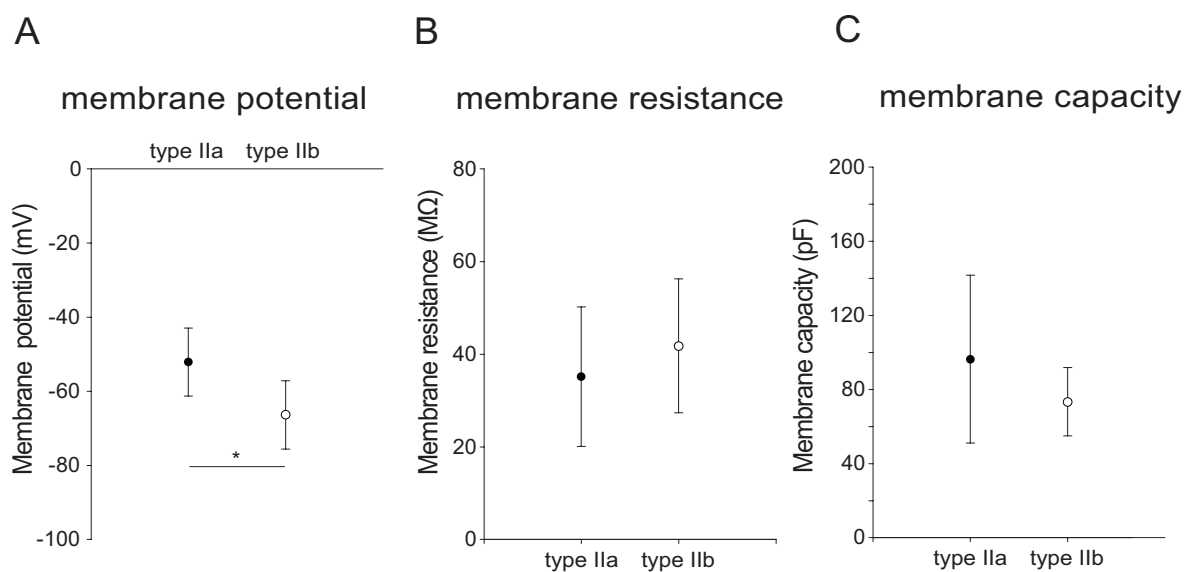 A
membrane potential
type IIa type IIb
Membrane potential (mV)
0
-20
-40
-60
-80
-100
*
B
membrane resistance
Membrane resistance (MΩ)
80
60
40
20
0
type IIa type IIb
C
membrane capacity
Membrane capacity (pF)
200
160
120
80
40
0
type IIa type IIb